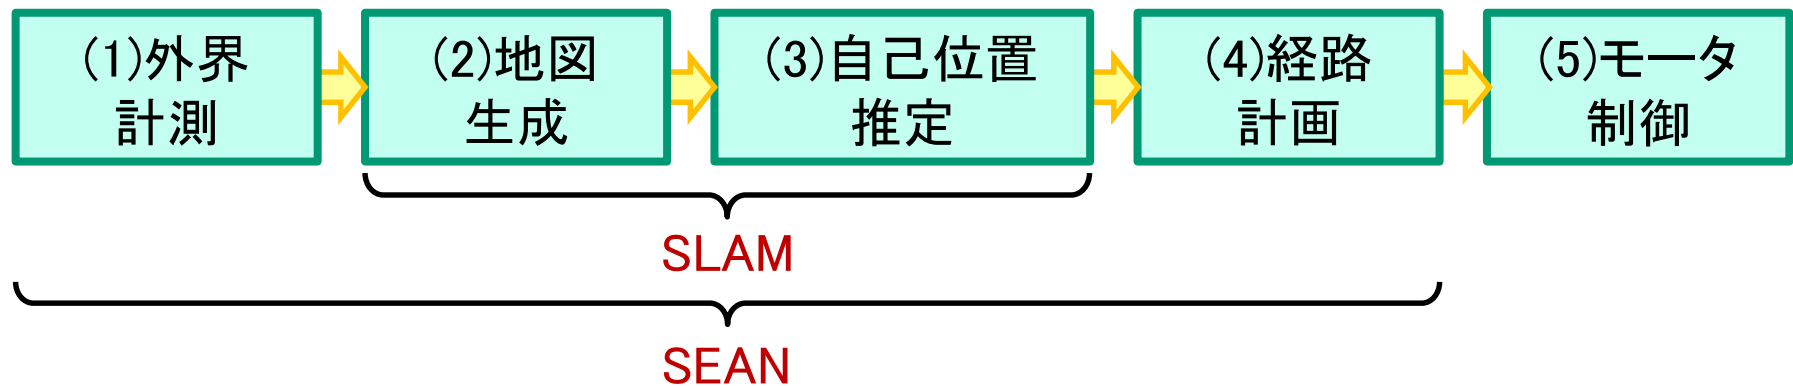 (1)外界
計測
(2)地図
生成
(3)自己位置
推定
(4)経路
計画
(5)モータ
制御
SLAM
SEAN